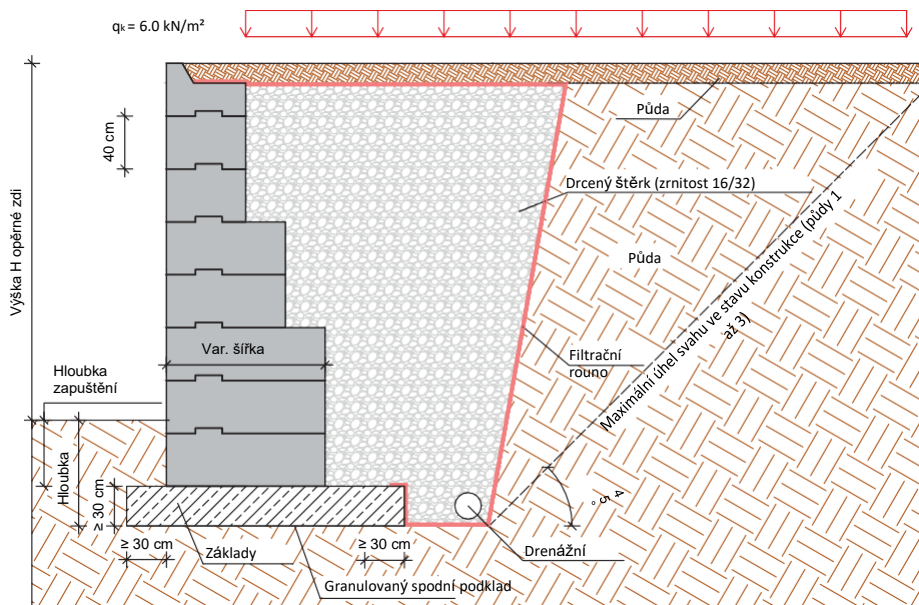 qk = 6.0 kN/m²
Půda
40 cm
Výška H opěrné zdi
Drcený štěrk (zrnitost 16/32)
Maximální úhel svahu ve stavu konstrukce (půdy 1
až 3)
Půda
Var. šířka
Filtrační
rouno
Hloubka
zapuštění
Hloubka
≥ 30 cm
45°
≥ 30 cm
Základy
≥ 30 cm
Drenážní
Granulovaný spodní podklad